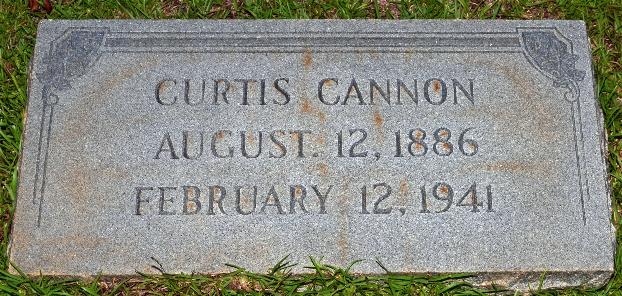 CURTIS CANNON
AUGUST 12, 1886
FEBRUARY 12, 1941